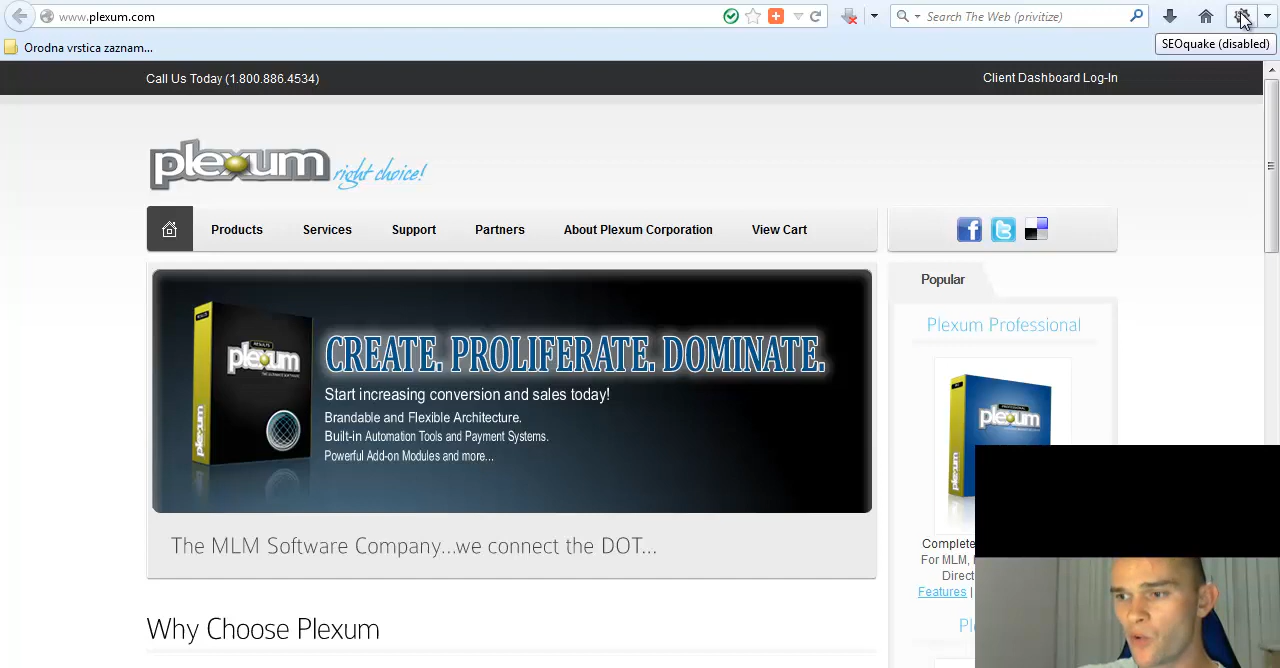 www.plexum.com
Search The Web (privitize)
Orodna vrstica zaznam...
SEOquake (disabled)
Call Us Today (1.800.886.4534)
Client Dashboard Log-In
plexum right choice!
Products Services Support Partners About Plexum Corporation View Cart
Popular
Plexum Professional
plexum
plexum
CREATE. PROLIFERATE. DOMINATE.
Start increasing conversion and sales today!
Brandable and Flexible Architecture.
Built-in Automation Tools and Payment Systems.
Powerful Add-on Modules and more...
plexum
plexum
Complete
For MLM,
Direct
Features |
Pl
The MLM Software Company...we connect the DOT...
Why Choose Plexum